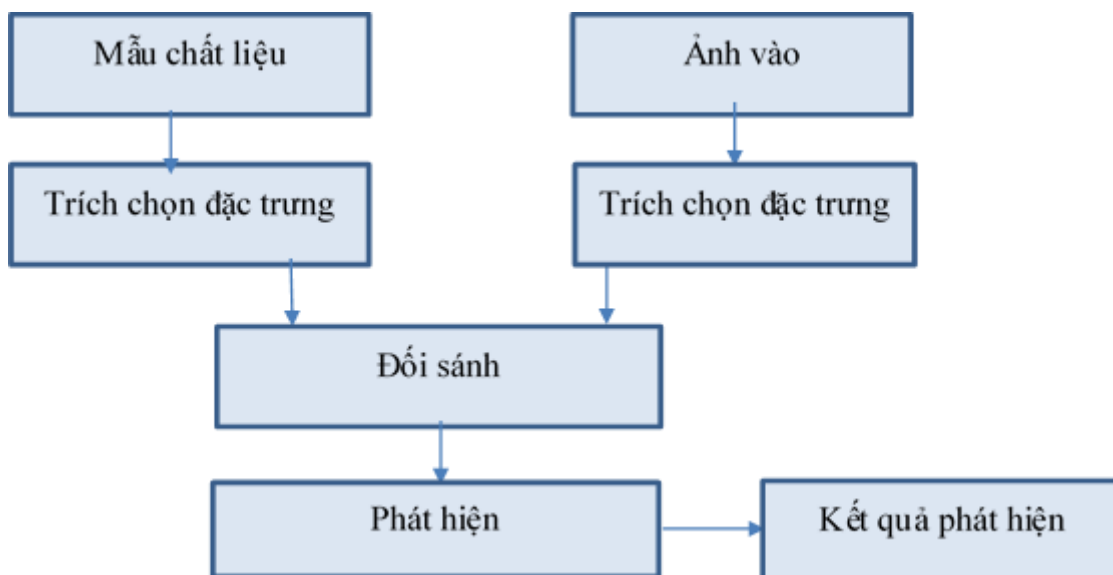 Mẫu chất liệu
Ảnh vào
Trích chọn đặc trưng
Trích chọn đặc trưng
Đối sánh
Phát hiện
Kết quả phát hiện